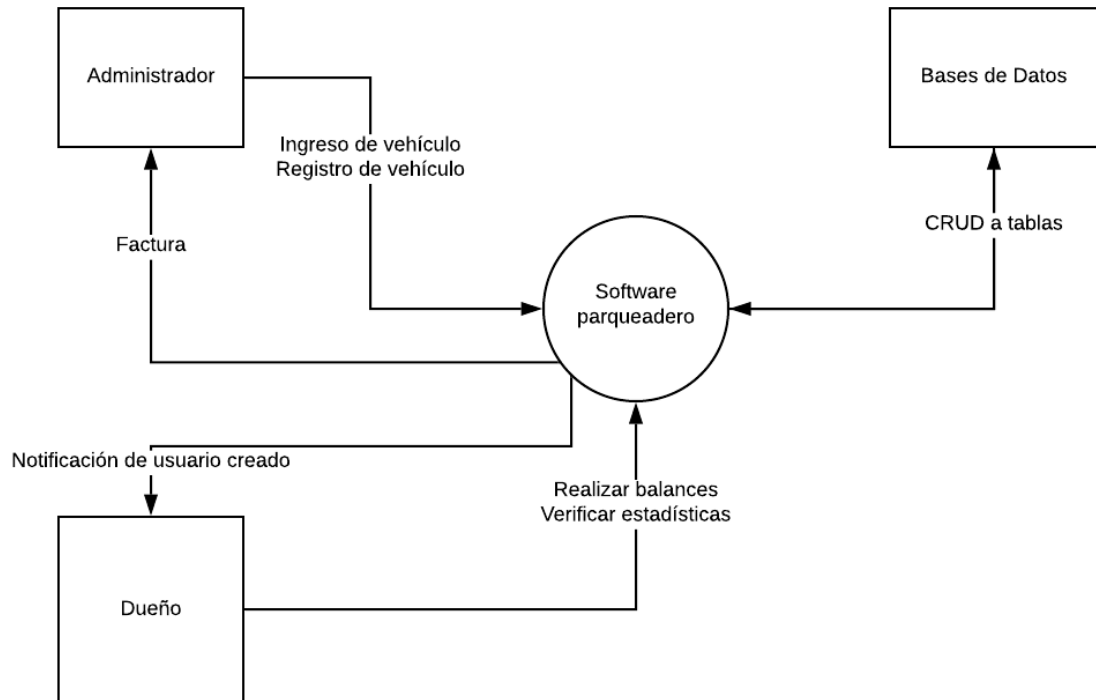 Administrador
Bases de Datos
Ingreso de vehículo
Registro de vehículo
Factura
CRUD a tablas
Software
parqueadero
Notificación de usuario creado
Realizar balances
Verificar estadísticas
Dueño